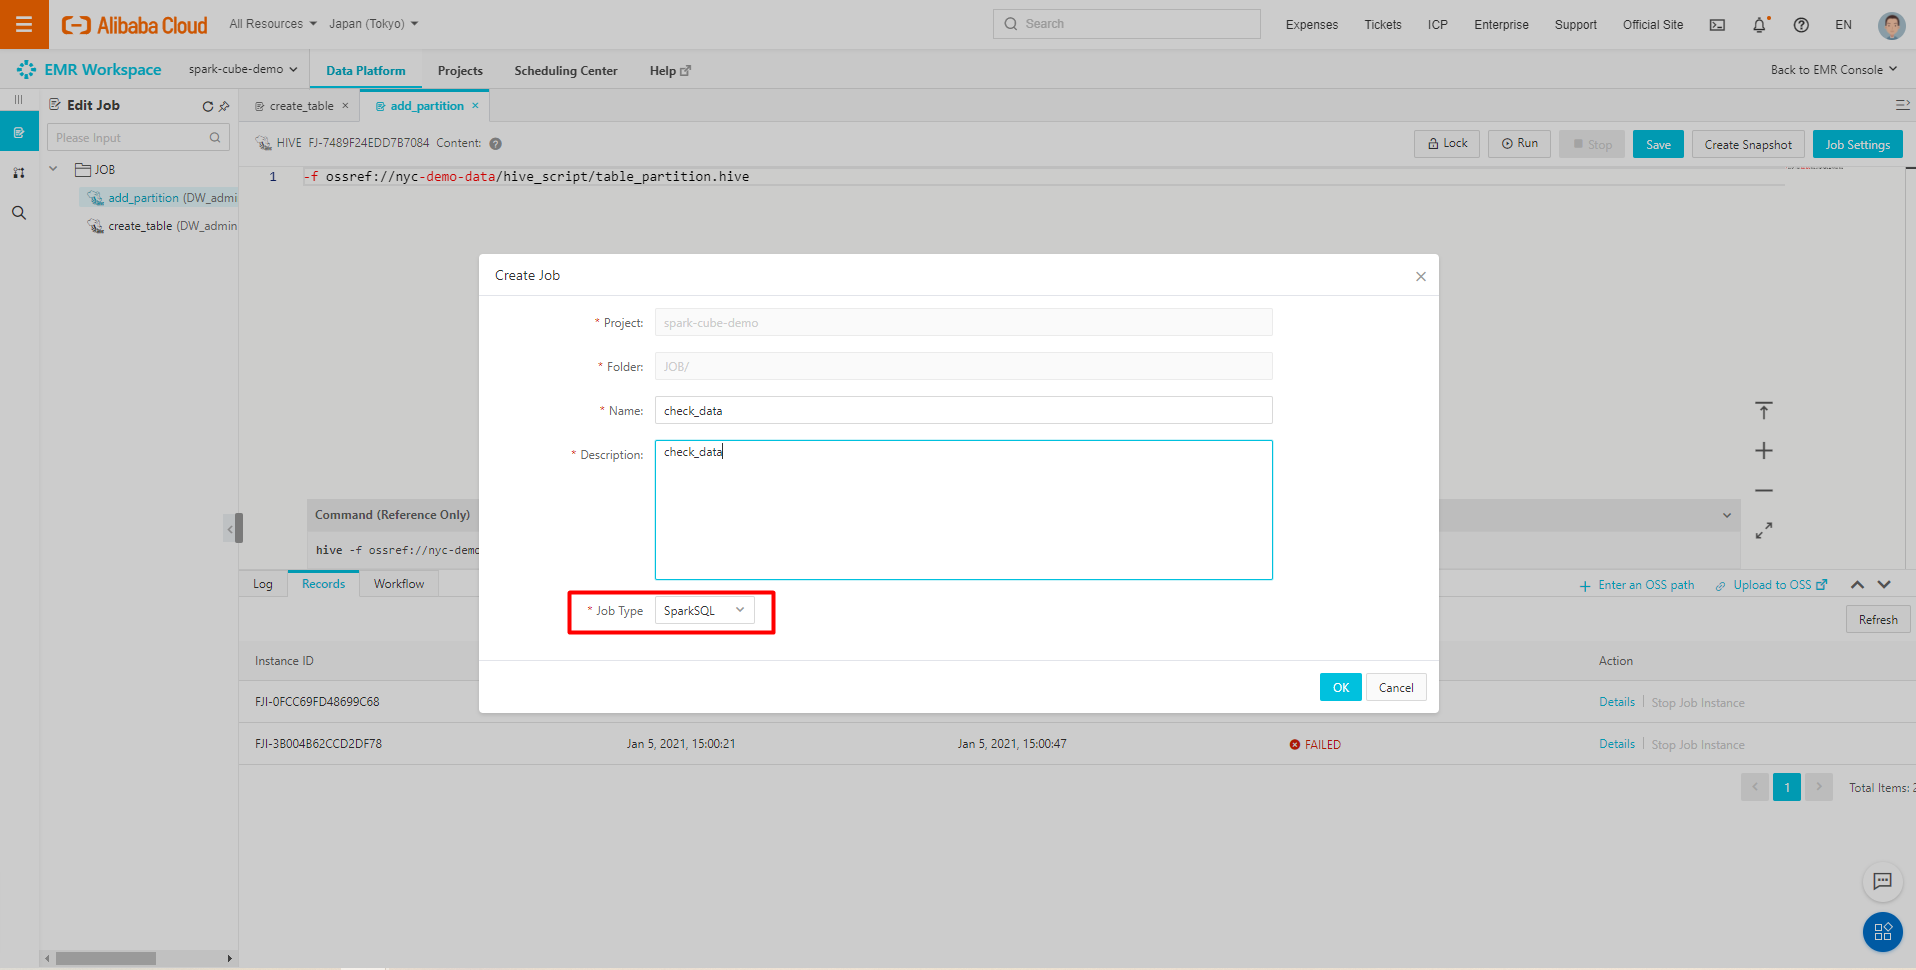 Alibaba Cloud
All Resources
Japan (Tokyo)
Search
Expenses
Tickets
ICP
Enterprise
Support
Official Site
EN
EMR Workspace
spark-cube-demo
Data Platform
Projects
Scheduling Center
Help
Back to EMR Console
Edit Job
create_table ×
add_partition ×
Please Input
HIVE FJ-7489F24EDD7B7084 Content:
Lock
Run
Stop
Save
Create Snapshot
Job Settings
JOB
add_partition (DW_admi
create_table (DW_admin
1 -f ossref://nyc-demo-data/hive_script/table_partition.hive
Create Job
* Project: spark-cube-demo
* Folder: JOB/
* Name: check_data
* Description: check_data
* Job Type SparkSQL
OK
Cancel
Command (Reference Only)
hive -f ossref://nyc-demo
Log
Records
Workflow
Enter an OSS path
Upload to OSS
Refresh
Instance ID
Action
FJI-0FCC69FD48699C68
Details
Stop Job Instance
FJI-3B004B62CCD2DF78
Jan 5, 2021, 15:00:21
Jan 5, 2021, 15:00:47
FAILED
Details
Stop Job Instance
1
Total Items: 2